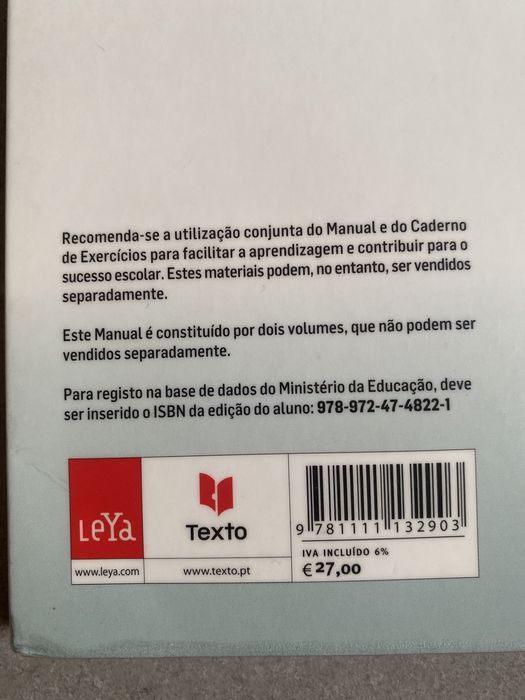 Recomenda-se a utilização conjunta do Manual e do Caderno
de Exercícios para facilitar a aprendizagem e contribuir para o
sucesso escolar. Estes materiais podem, no entanto, ser vendidos
separadamente.
Este Manual é constituído por dois volumes, que não podem ser
vendidos separadamente.
Para registo na base de dados do Ministério da Educação, deve
ser inserido o ISBN da edição do aluno: 978-972-47-4822-1
LeYa
www.leya.com
Texto
www.texto.pt
9 781111 132903
IVA INCLUÍDO 6%
€ 27,00